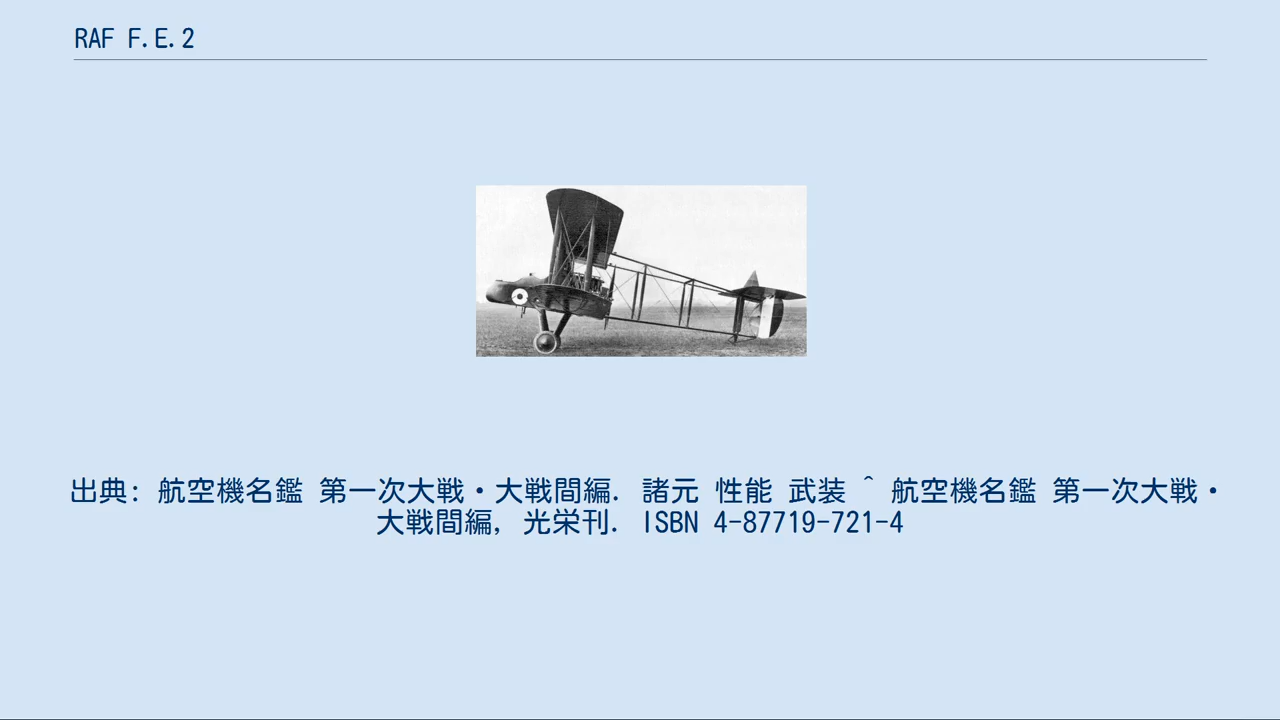 RAF F.E.2
出典: 航空機名鑑 第一次大戦・大戦間編. 諸元 性能 武装 ^ 航空機名鑑 第一次大戦・
大戦間編, 光栄刊. ISBN 4-87719-721-4